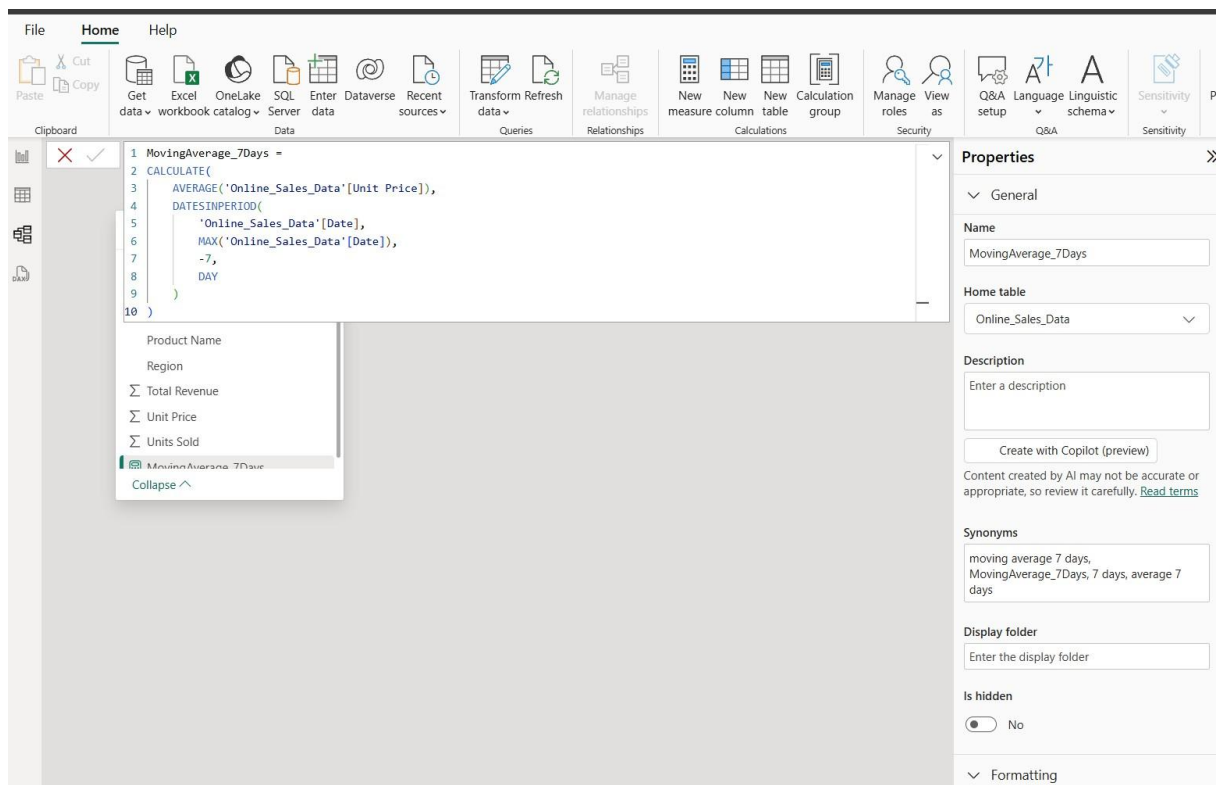 File Home Help
Paste
Cut
Copy
Get data
Excel workbook
OneLake catalog
SQL Server
Enter data
Dataverse
Recent sources
Transform data
Refresh
Manage relationships
New measure
New column
New table
Calculation group
Manage roles
View as
Q&A setup
Language
Linguistic schema
Sensitivity
P
Clipboard Data Queries Relationships Calculations Security Q&A Sensitivity
1 MovingAverage_7Days =
2 CALCULATE(
3 AVERAGE('Online_Sales_Data'[Unit Price]),
4 DATESINPERIOD(
5 'Online_Sales_Data'[Date],
6 MAX('Online_Sales_Data'[Date]),
7 -7,
8 DAY
9 )
10 )
DAX
Product Name
Region
Σ Total Revenue
Σ Unit Price
Σ Units Sold
MovingAverage_7Days
Collapse
Properties
General
Name
MovingAverage_7Days
Home table
Online_Sales_Data
Description
Enter a description
Create with Copilot (preview)
Content created by AI may not be accurate or
appropriate, so review it carefully. Read terms
Synonyms
moving average 7 days,
MovingAverage_7Days, 7 days, average 7
days
Display folder
Enter the display folder
Is hidden
No
Formatting